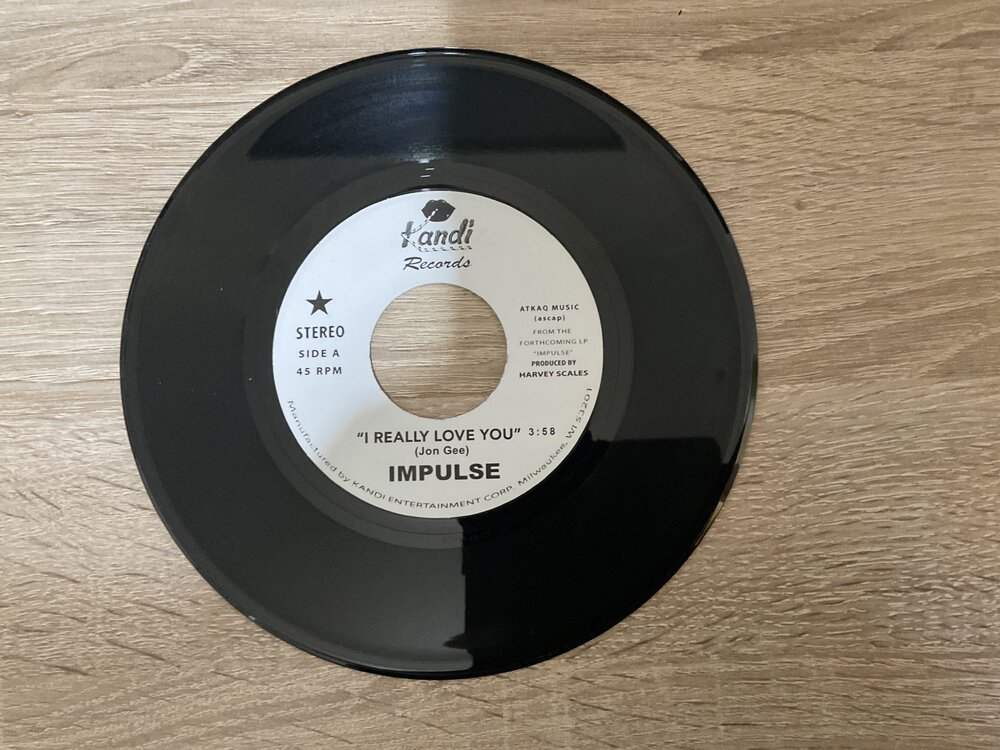 Kandi
Records
STEREO
SIDE A
45 RPM
ATKAQ MUSIC
(ascap)
FROM THE
FORTHCOMING LP
"IMPULSE"
PRODUCED BY
HARVEY SCALES
"I REALLY LOVE YOU" 3:58
(Jon Gee)
IMPULSE
Manufactured by KANDI ENTERTAINMENT CORP. Milwaukee, WI 53201